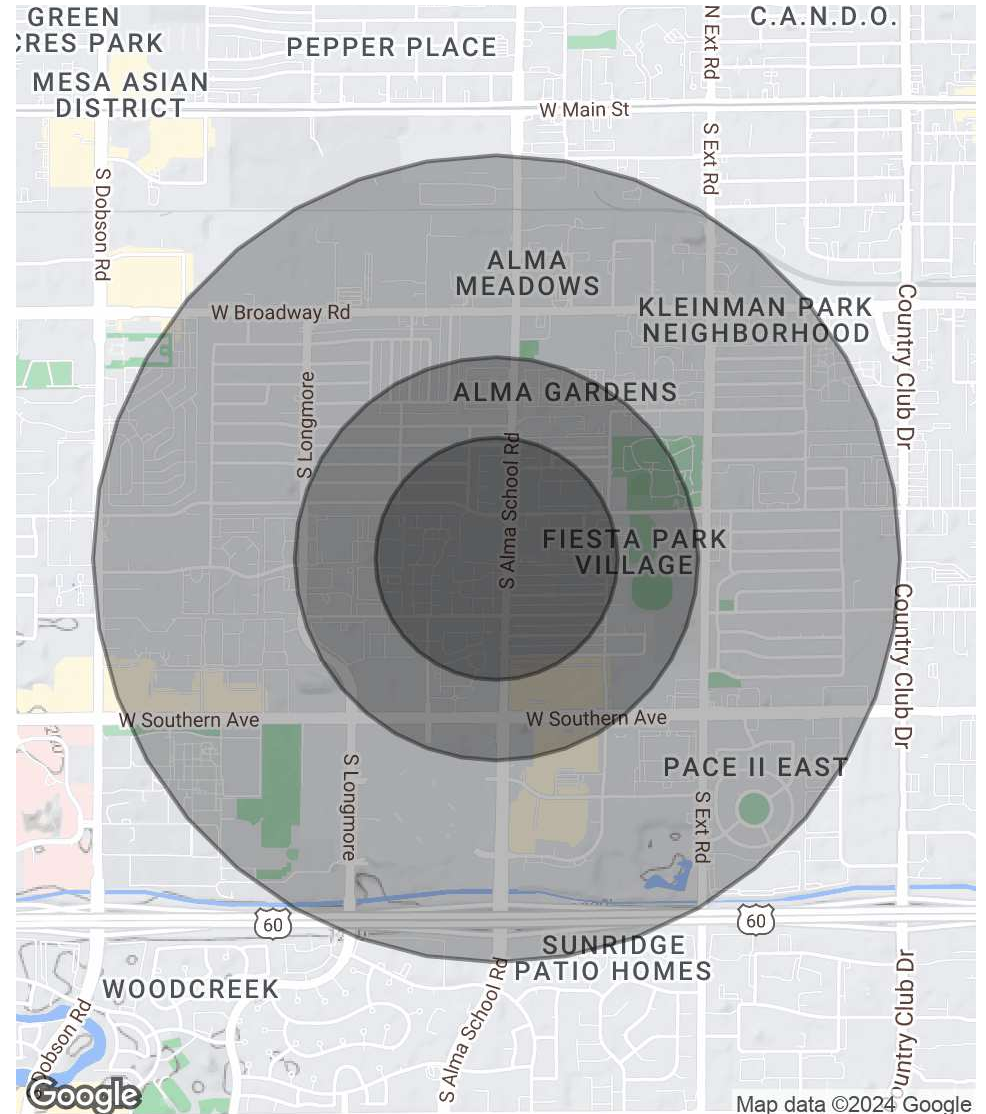 GREEN
CRES PARK
C.A.N.D.O.
PEPPER PLACE
N Ext Rd
MESA ASIAN
DISTRICT
W Main St
S Ext Rd
S Dobson Rd
ALMA
MEADOWS
W Broadway Rd
KLEINMAN PARK
NEIGHBORHOOD
Country Club Dr
S Longmore
ALMA GARDENS
S Alma School Rd
FIESTA PARK
VILLAGE
Country Club Dr
W Southern Ave
W Southern Ave
S Longmore
PACE II EAST
S Ext Rd
60
60
SUNRIDGE
PATIO HOMES
WOODCREEK
S Alma School Rd
S Dobson Rd
ountry Club Dr
Google
Map data ©2024 Google